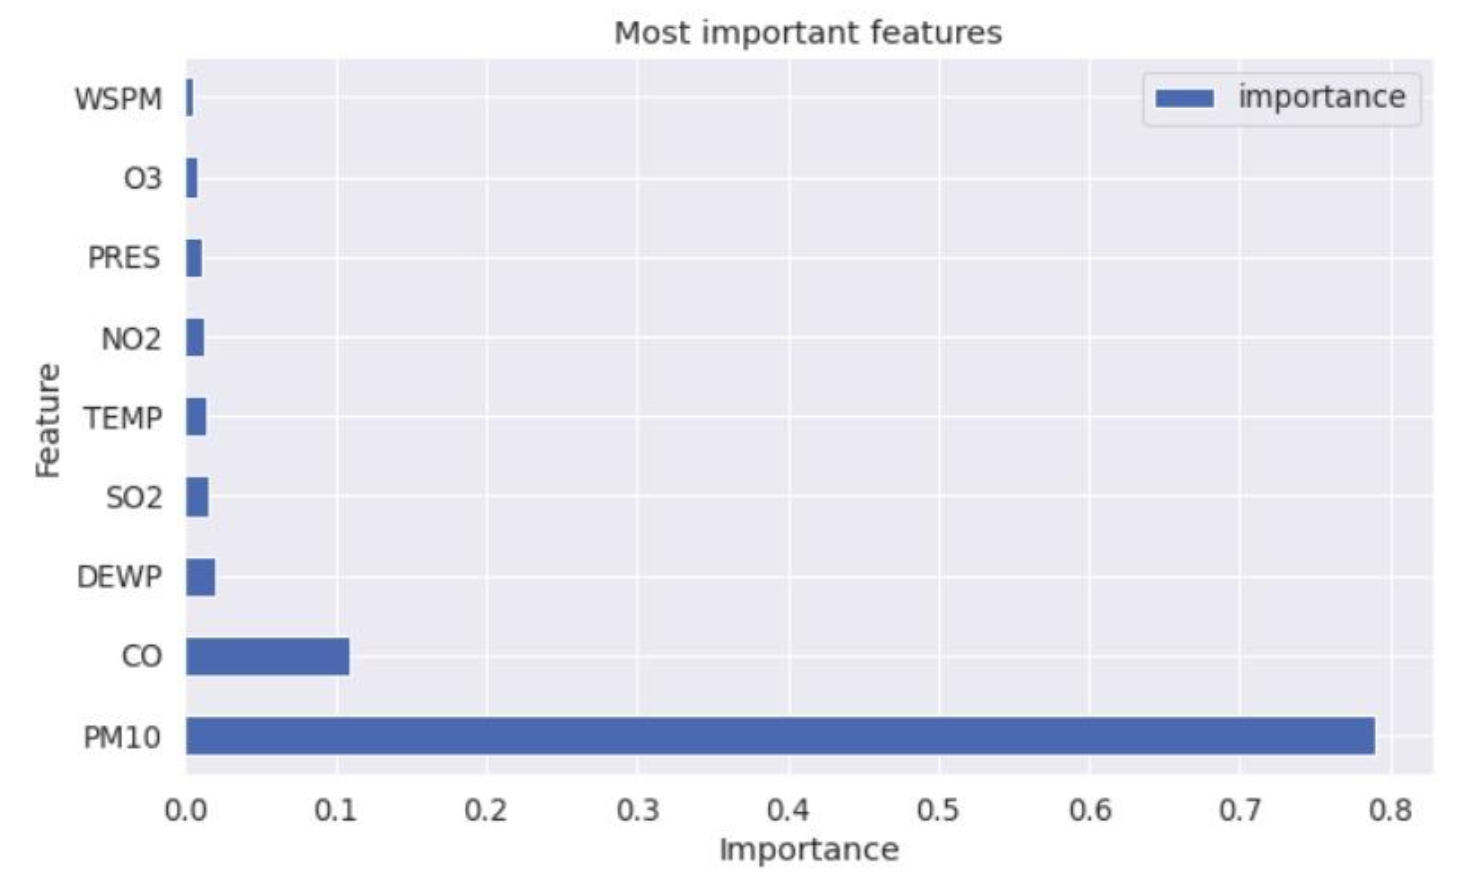 Most important features
importance
WSPM
O3
PRES
NO2
TEMP
SO2
DEWP
CO
PM10
Feature
0.0 0.1 0.2 0.3 0.4 0.5 0.6 0.7 0.8
Importance